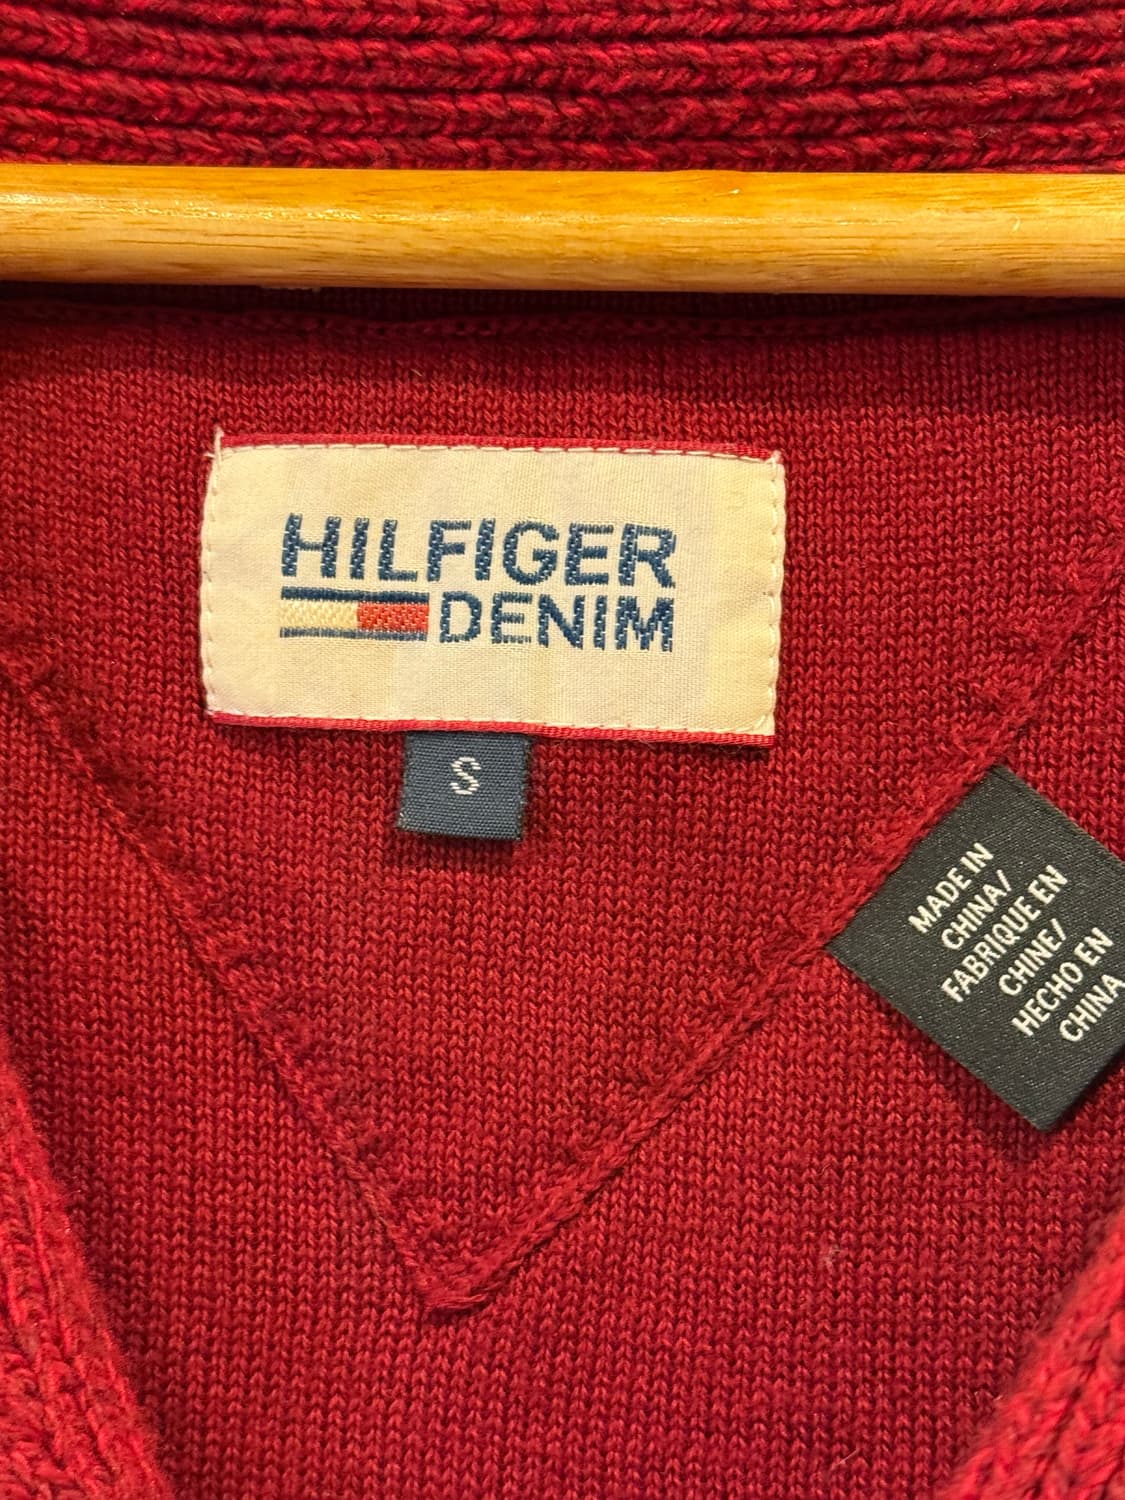 HILFIGER
DENIM
S
MADE IN
CHINA/
FABRIQUE EN
CHINE/
HECHO EN
CHINA